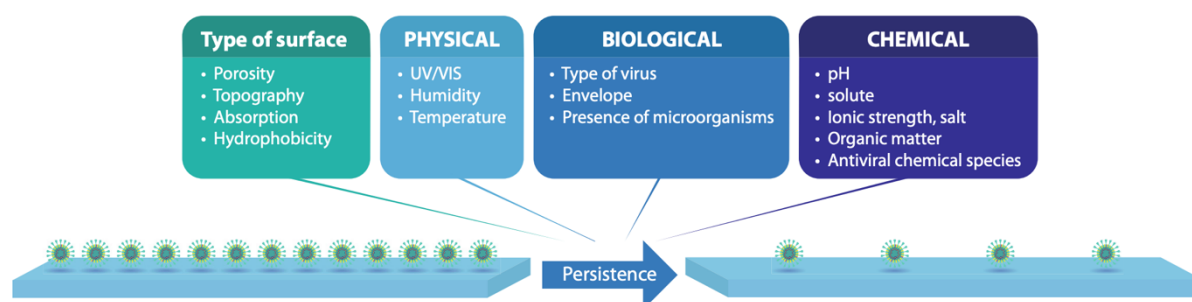 Type of surface
• Porosity
• Topography
• Absorption
• Hydrophobicity
PHYSICAL
• UV/VIS
• Humidity
• Temperature
BIOLOGICAL
• Type of virus
• Envelope
• Presence of microorganisms
CHEMICAL
• pH
• solute
• Ionic strength, salt
• Organic matter
• Antiviral chemical species
Persistence